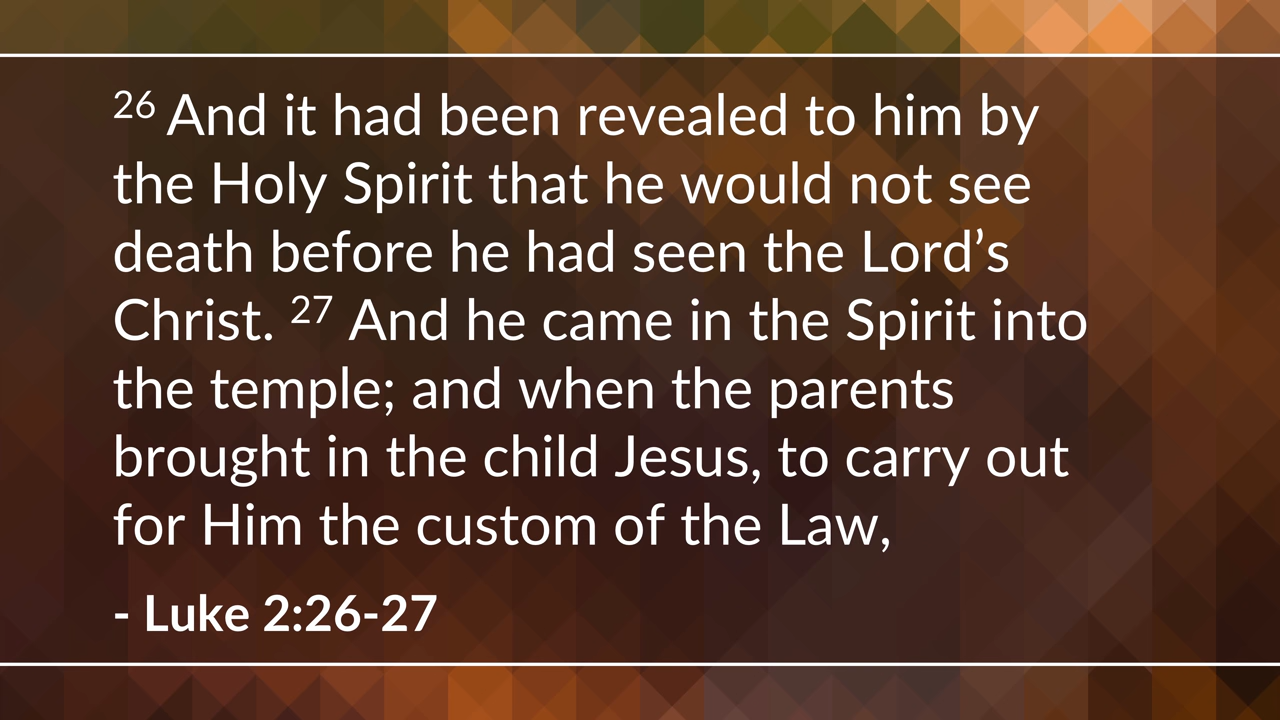 26 And it had been revealed to him by
the Holy Spirit that he would not see
death before he had seen the Lord’s
Christ. 27 And he came in the Spirit into
the temple; and when the parents
brought in the child Jesus, to carry out
for Him the custom of the Law,
- Luke 2:26-27